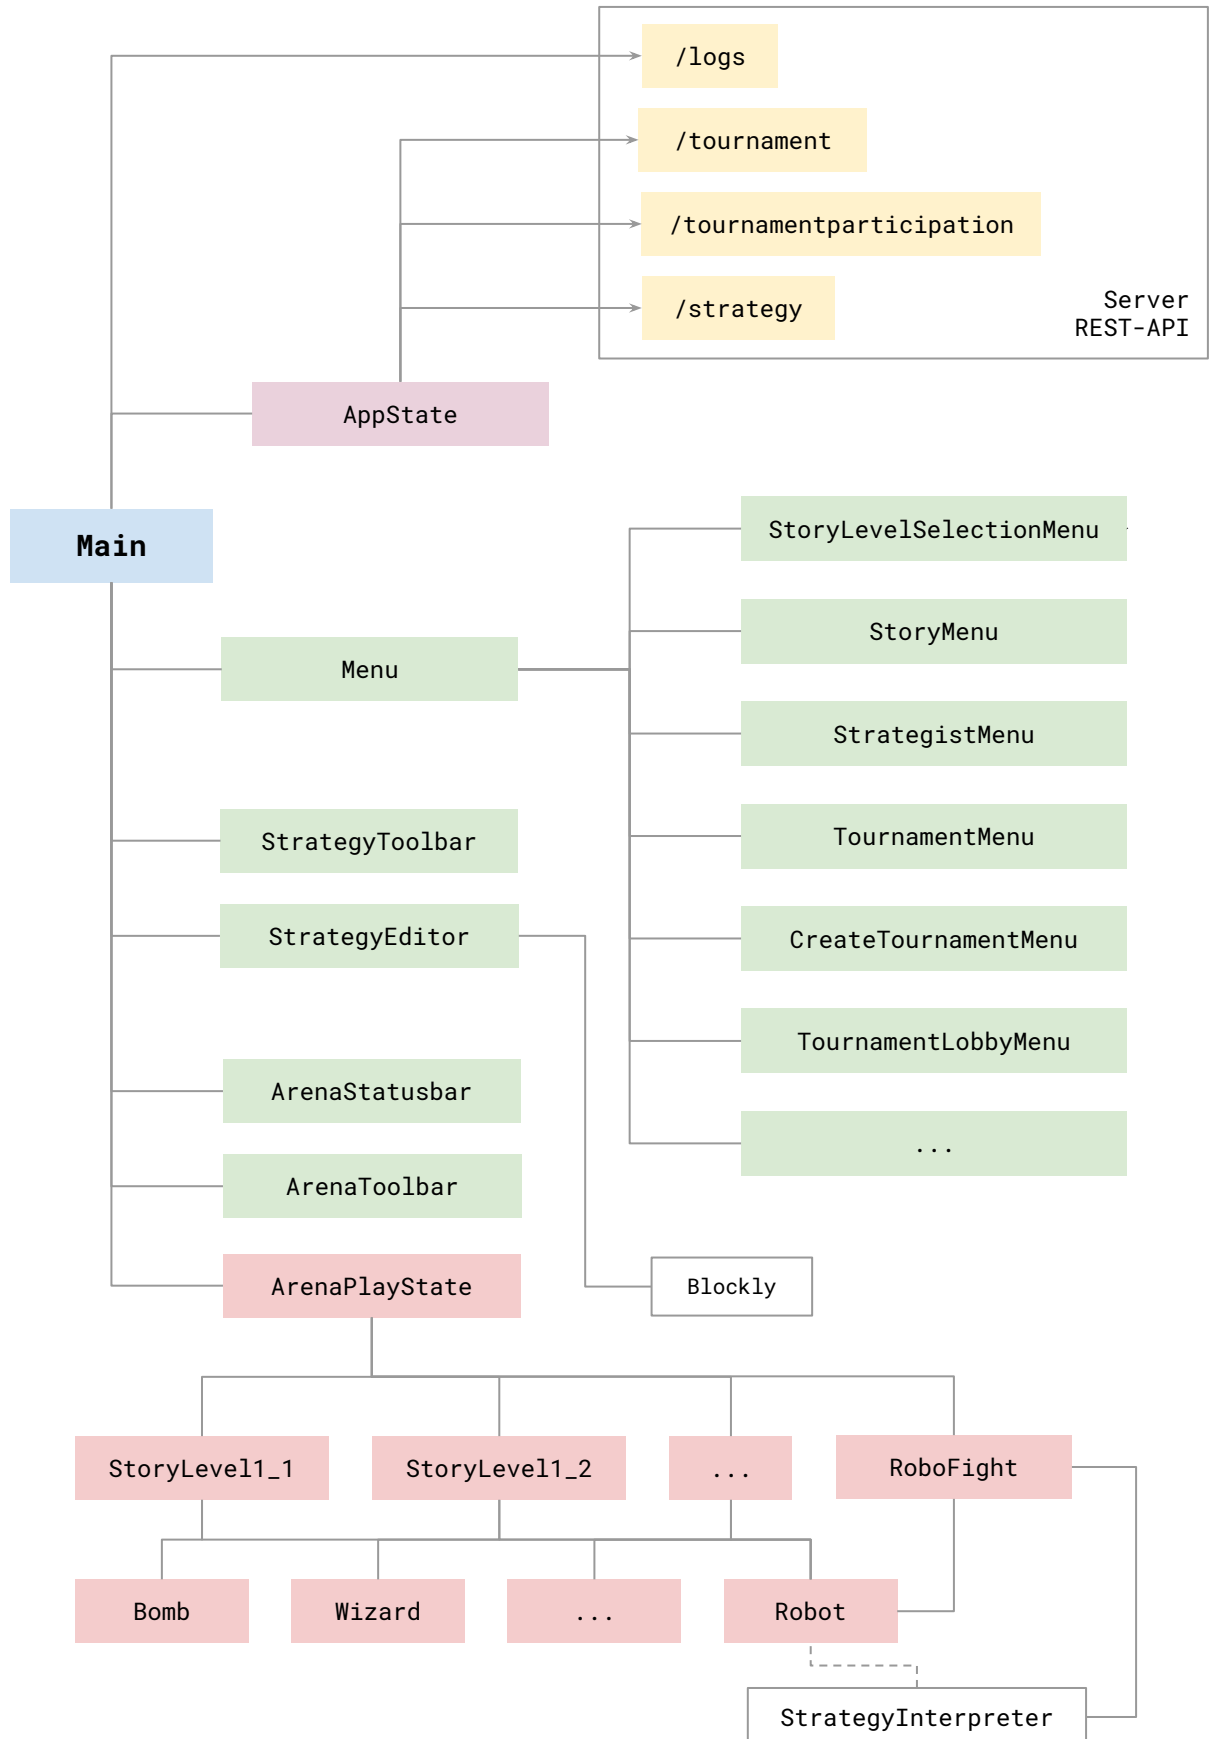 /logs
/tournament
/tournamentparticipation
/strategy
Server
REST-API
AppState
Main
StoryLevelSelectionMenu
StoryMenu
Menu
StrategistMenu
TournamentMenu
StrategyToolbar
StrategyEditor
CreateTournamentMenu
TournamentLobbyMenu
ArenaStatusbar
...
ArenaToolbar
ArenaPlayState
Blockly
StoryLevel1_1
StoryLevel1_2
...
RoboFight
Bomb
Wizard
...
Robot
StrategyInterpreter